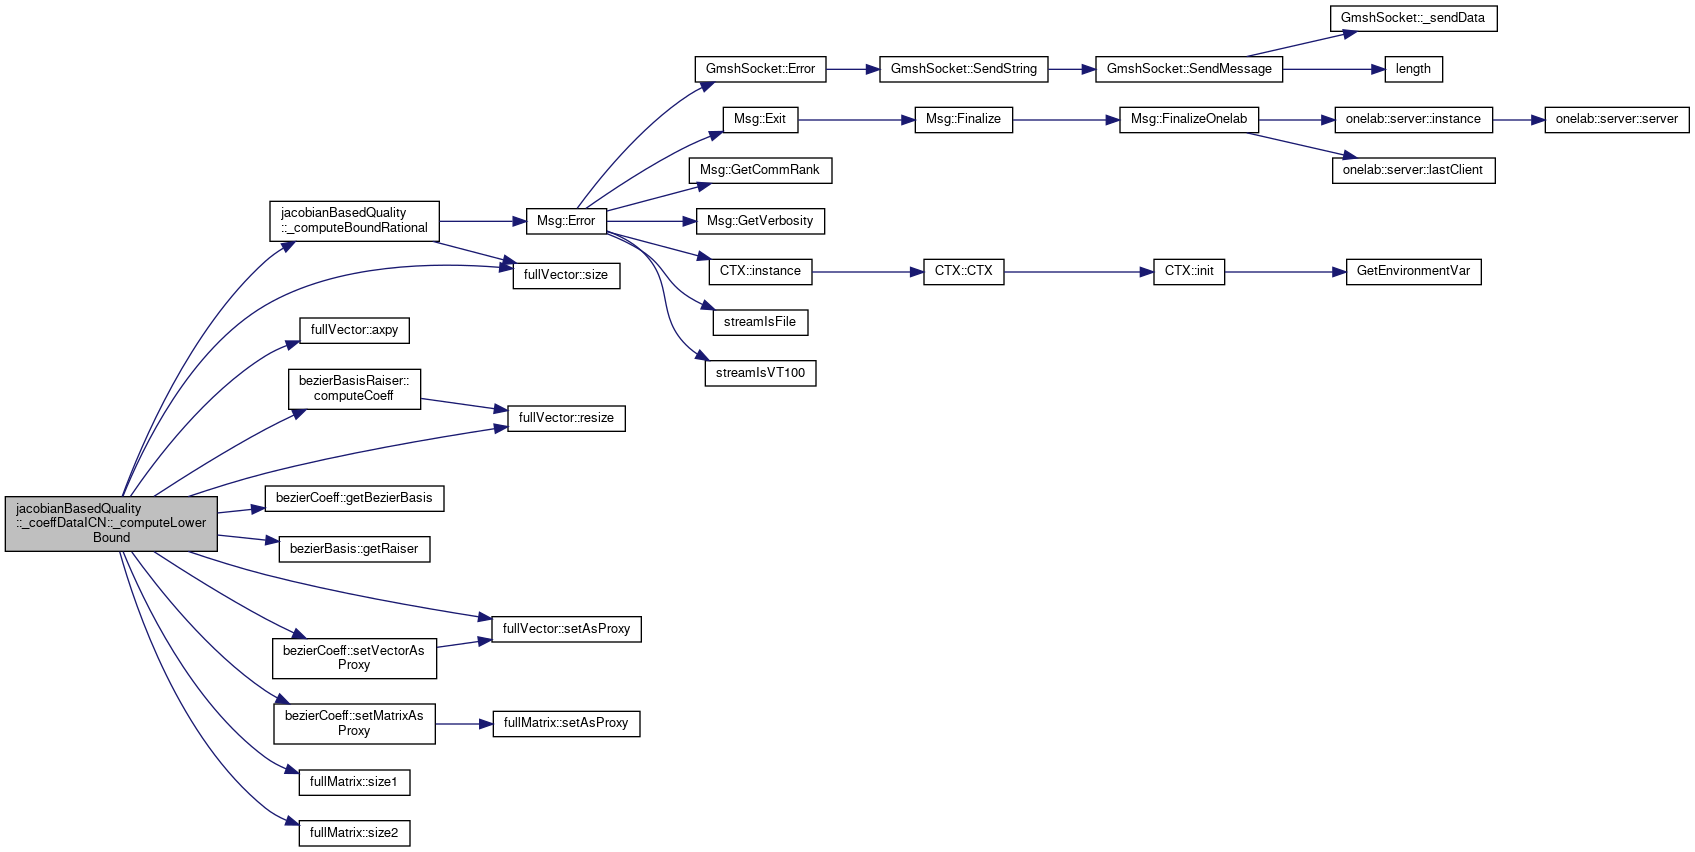 GmshSocket::_sendData
GmshSocket::Error
GmshSocket::SendString
GmshSocket::SendMessage
length
Msg::Exit
Msg::Finalize
Msg::FinalizeOnelab
onelab::server::instance
onelab::server::server
Msg::GetCommRank
onelab::server::lastClient
jacobianBasedQuality
::_computeBoundRational
Msg::Error
Msg::GetVerbosity
fullVector::size
CTX::instance
CTX::CTX
CTX::init
GetEnvironmentVar
fullVector::axpy
streamIsFile
streamIsVT100
bezierBasisRaiser::
computeCoeff
fullVector::resize
bezierCoeff::getBezierBasis
jacobianBasedQuality
::_coeffDataICN::_computeLower
Bound
bezierBasis::getRaiser
fullVector::setAsProxy
bezierCoeff::setVectorAs
Proxy
bezierCoeff::setMatrixAs
Proxy
fullMatrix::setAsProxy
fullMatrix::size1
fullMatrix::size2